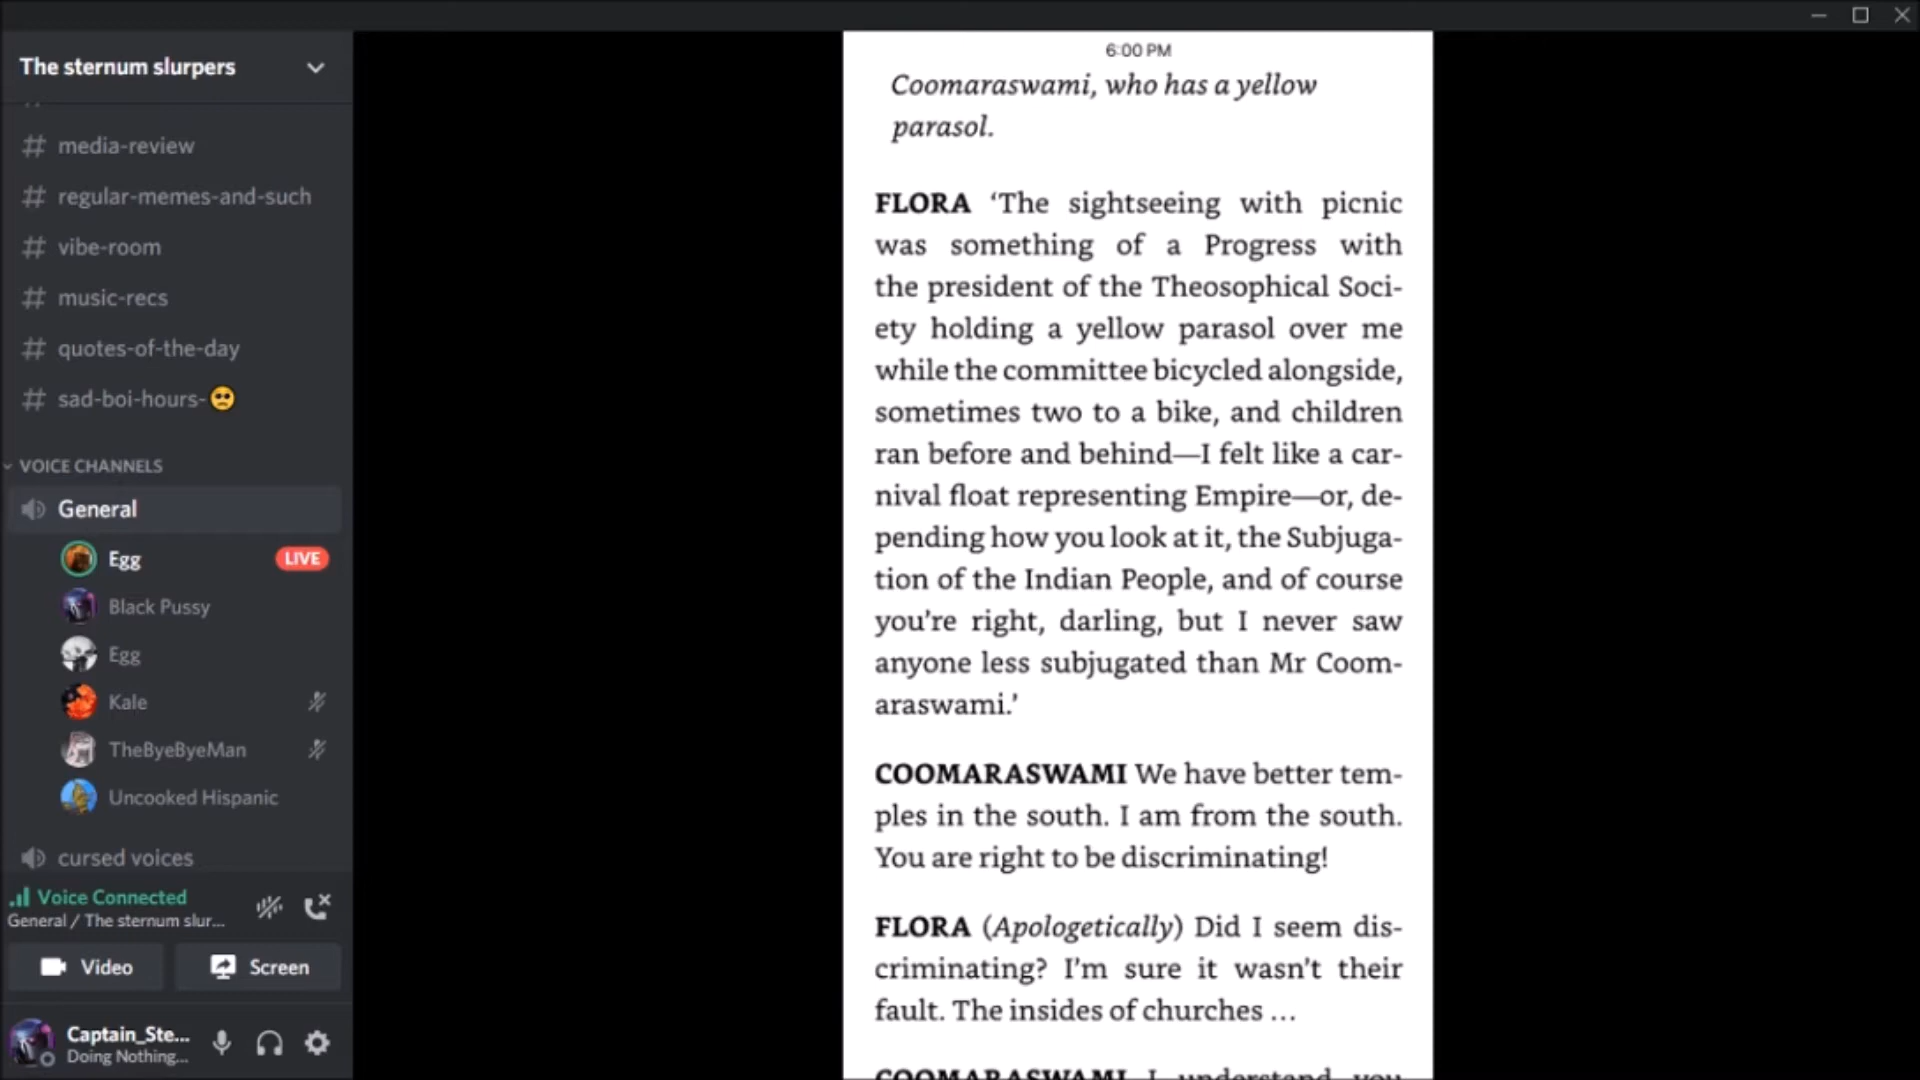 The sternum slurpers
media-review
regular-memes-and-such
vibe-room
music-recs
quotes-of-the-day
sad-boi-hours-🥺
VOICE CHANNELS
General
Egg LIVE
Black Pussy
Egg
Kale
TheByeByeMan
Uncooked Hispanic
cursed voices
Voice Connected
General / The sternum slur...
Video Screen
Captain_Ste...
Doing Nothing...
6:00 PM
Coomaraswami, who has a yellow
parasol.
FLORA ‘The sightseeing with picnic
was something of a Progress with
the president of the Theosophical Soci-
ety holding a yellow parasol over me
while the committee bicycled alongside,
sometimes two to a bike, and children
ran before and behind—I felt like a car-
nival float representing Empire—or, de-
pending how you look at it, the Subjuga-
tion of the Indian People, and of course
you’re right, darling, but I never saw
anyone less subjugated than Mr Coom-
araswami.’
COOMARASWAMI We have better tem-
ples in the south. I am from the south.
You are right to be discriminating!
FLORA (Apologetically) Did I seem dis-
criminating? I’m sure it wasn’t their
fault. The insides of churches …
COOMARASWAMI I understand you